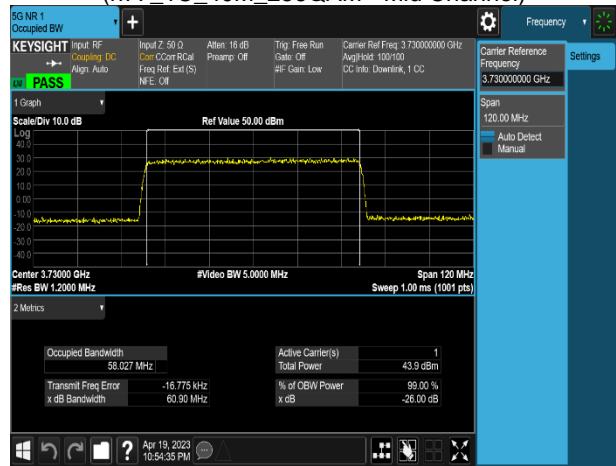 5G NR 1
Occupied BW
Frequency
KEYSIGHT
Input: RF
Coupling: DC
Align: Auto
Input Z: 50 Ω
Corr CCorr RCal
Freq Ref: Ext (S)
NFE: Off
Atten: 16 dB
Preamp: Off
Trig: Free Run
Gate: Off
#IF Gain: Low
Carrier Ref Freq: 3.730000000 GHz
Avg|Hold: 100/100
CC Info: Downlink, 1 CC
PASS
Carrier Reference
Frequency
3.730000000 GHz
Settings
Span
120.00 MHz
Auto Detect
Manual
1 Graph
Scale/Div 10.0 dB
Ref Value 50.00 dBm
Log
40.0
30.0
20.0
10.0
0.00
-10.0
-20.0
-30.0
-40.0
Center 3.73000 GHz
#Video BW 5.0000 MHz
Span 120 MHz
#Res BW 1.2000 MHz
Sweep 1.00 ms (1001 pts)
2 Metrics
Occupied Bandwidth
58.027 MHz
Active Carrier(s) 1
Total Power 43.9 dBm
Transmit Freq Error -16.775 kHz
% of OBW Power 99.00 %
x dB Bandwidth 60.90 MHz
x dB -26.00 dB
Apr 19, 2023
10:54:35 PM